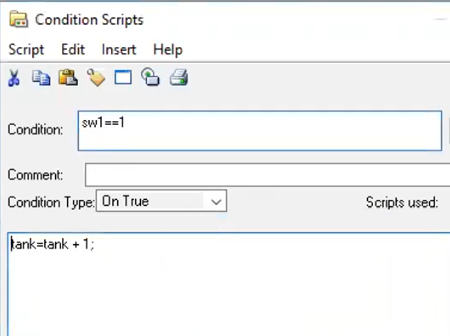 Condition Scripts
Script Edit Insert Help
Condition: sw1==1
Comment:
Condition Type: On True Scripts used:
tank=tank + 1;